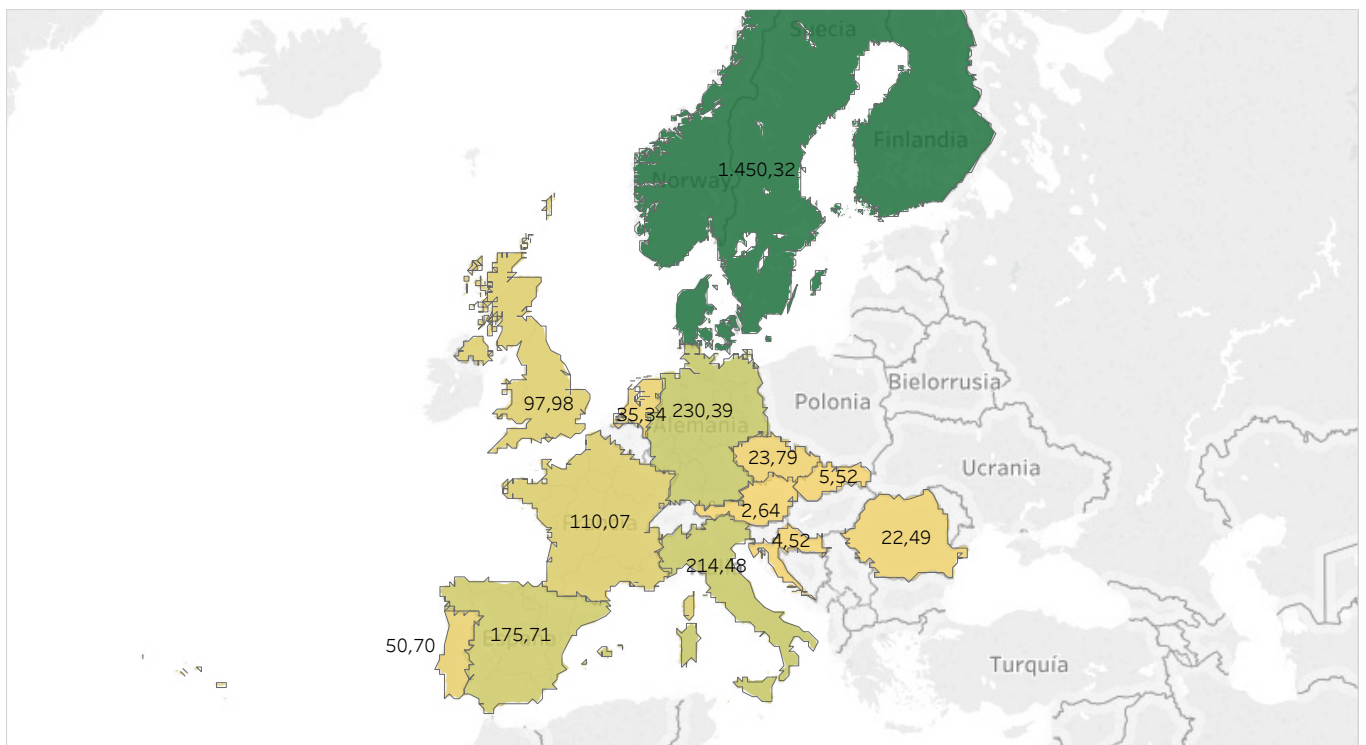 Suecia
Finlandia
1.450,32
Norway
Bielorrusia
97,98
35,34
230,39
Polonia
Alemania
23,79
5,52
Ucrania
2,64
110,07
4,52
22,49
214,48
50,70
175,71
España
Turquía